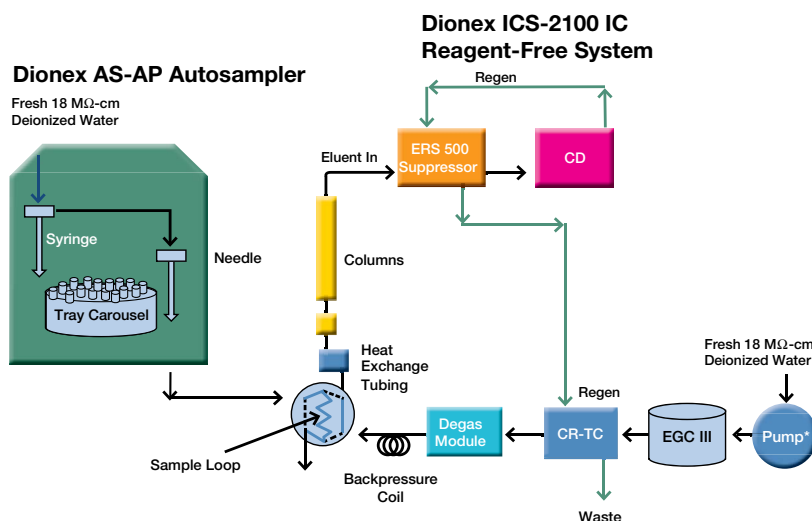 Dionex ICS-2100 IC
Reagent-Free System
Dionex AS-AP Autosampler
Fresh 18 MΩ-cm
Deionized Water
Regen
Eluent In
ERS 500
Suppressor
CD
Syringe
Needle
Columns
Tray Carousel
Heat
Exchange
Tubing
Fresh 18 MΩ-cm
Deionized Water
Regen
Degas
Module
CR-TC
EGC III
Pump*
Sample Loop
Backpressure
Coil
Waste